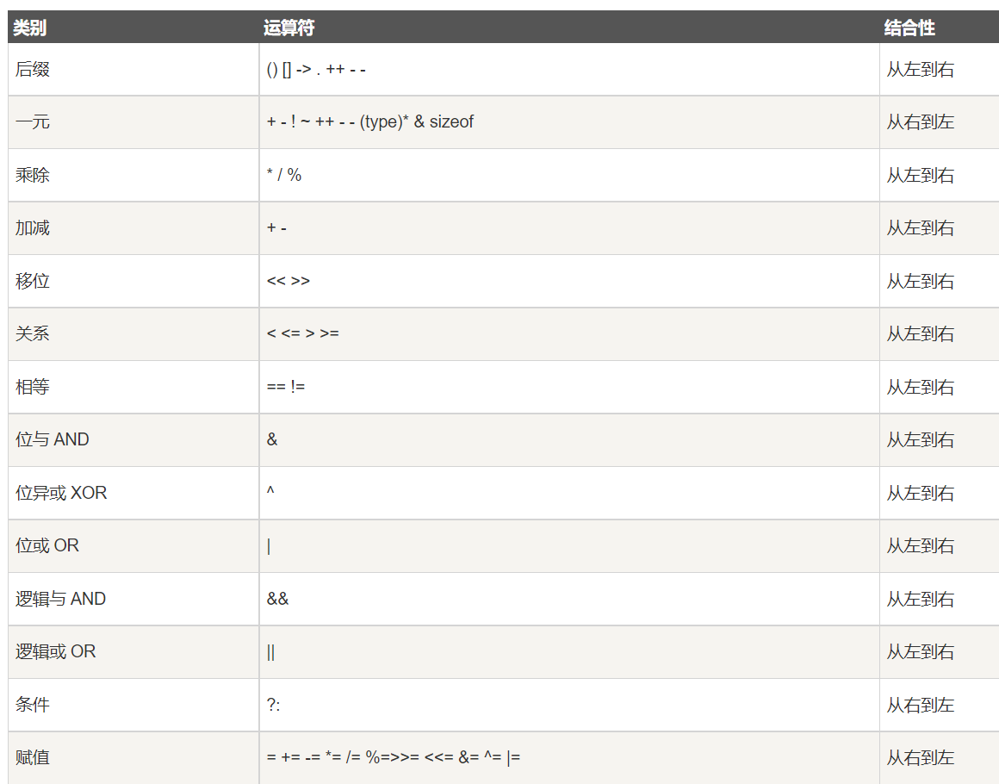 类别 运算符 结合性
后缀 () [] -> . ++ - - 从左到右
一元 + - ! ~ ++ - - (type)* & sizeof 从右到左
乘除 * / % 从左到右
加减 + - 从左到右
移位 << >> 从左到右
关系 < <= > >= 从左到右
相等 == != 从左到右
位与 AND & 从左到右
位异或 XOR ^ 从左到右
位或 OR | 从左到右
逻辑与 AND && 从左到右
逻辑或 OR || 从左到右
条件 ?: 从右到左
赋值 = += -= *= /= %=>>= <<= &= ^= |= 从右到左